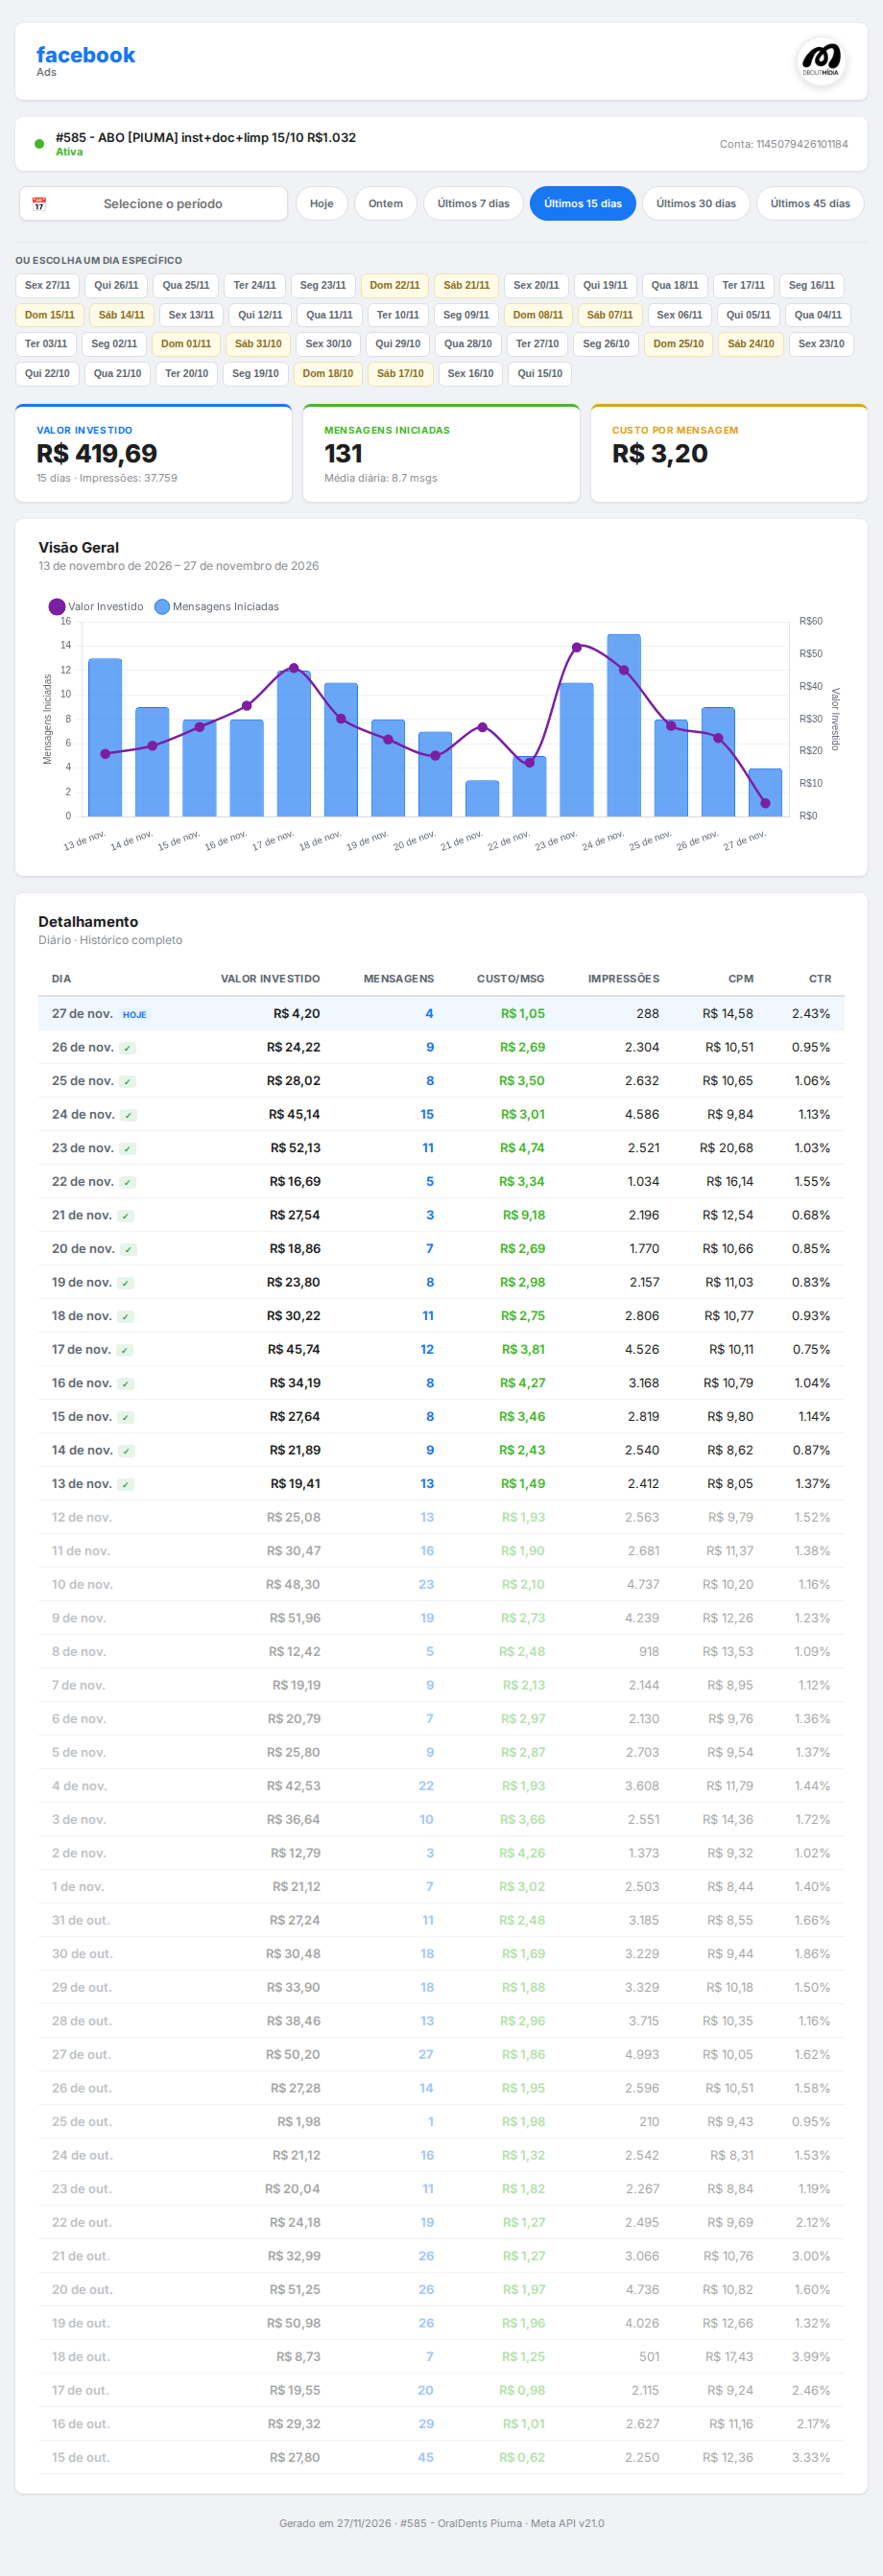 facebook
Ads
DBOUTMÍDIA
#585 - ABO [PIUMA] inst+doc+limp 15/10 R$1.032
Ativa
Conta: 1145079426101184
Selecione o período
Hoje
Ontem
Últimos 7 dias
Últimos 15 dias
Últimos 30 dias
Últimos 45 dias
OU ESCOLHA UM DIA ESPECÍFICO
Sex 27/11 Qui 26/11 Qua 25/11 Ter 24/11 Seg 23/11 Dom 22/11 Sáb 21/11 Sex 20/11 Qui 19/11 Qua 18/11 Ter 17/11 Seg 16/11
Dom 15/11 Sáb 14/11 Sex 13/11 Qui 12/11 Qua 11/11 Ter 10/11 Seg 09/11 Dom 08/11 Sáb 07/11 Sex 06/11 Qui 05/11 Qua 04/11
Ter 03/11 Seg 02/11 Dom 01/11 Sáb 31/10 Sex 30/10 Qui 29/10 Qua 28/10 Ter 27/10 Seg 26/10 Dom 25/10 Sáb 24/10 Sex 23/10
Qui 22/10 Qua 21/10 Ter 20/10 Seg 19/10 Dom 18/10 Sáb 17/10 Sex 16/10 Qui 15/10
VALOR INVESTIDO
R$ 419,69
15 dias · Impressões: 37.759
MENSAGENS INICIADAS
131
Média diária: 8.7 msgs
CUSTO POR MENSAGEM
R$ 3,20
Visão Geral
13 de novembro de 2026 – 27 de novembro de 2026
Valor Investido Mensagens Iniciadas
Mensagens Iniciadas
16
14
12
10
8
6
4
2
0
R$60
R$50
R$40
R$30
R$20
R$10
R$0
Valor Investido
13 de nov. 14 de nov. 15 de nov. 16 de nov. 17 de nov. 18 de nov. 19 de nov. 20 de nov. 21 de nov. 22 de nov. 23 de nov. 24 de nov. 25 de nov. 26 de nov. 27 de nov.
Detalhamento
Diário · Histórico completo
DIA VALOR INVESTIDO MENSAGENS CUSTO/MSG IMPRESSÕES CPM CTR
27 de nov. HOJE R$ 4,20 4 R$ 1,05 288 R$ 14,58 2.43%
26 de nov. ✓ R$ 24,22 9 R$ 2,69 2.304 R$ 10,51 0.95%
25 de nov. ✓ R$ 28,02 8 R$ 3,50 2.632 R$ 10,65 1.06%
24 de nov. ✓ R$ 45,14 15 R$ 3,01 4.586 R$ 9,84 1.13%
23 de nov. ✓ R$ 52,13 11 R$ 4,74 2.521 R$ 20,68 1.03%
22 de nov. ✓ R$ 16,69 5 R$ 3,34 1.034 R$ 16,14 1.55%
21 de nov. ✓ R$ 27,54 3 R$ 9,18 2.196 R$ 12,54 0.68%
20 de nov. ✓ R$ 18,86 7 R$ 2,69 1.770 R$ 10,66 0.85%
19 de nov. ✓ R$ 23,80 8 R$ 2,98 2.157 R$ 11,03 0.83%
18 de nov. ✓ R$ 30,22 11 R$ 2,75 2.806 R$ 10,77 0.93%
17 de nov. ✓ R$ 45,74 12 R$ 3,81 4.526 R$ 10,11 0.75%
16 de nov. ✓ R$ 34,19 8 R$ 4,27 3.168 R$ 10,79 1.04%
15 de nov. ✓ R$ 27,64 8 R$ 3,46 2.819 R$ 9,80 1.14%
14 de nov. ✓ R$ 21,89 9 R$ 2,43 2.540 R$ 8,62 0.87%
13 de nov. ✓ R$ 19,41 13 R$ 1,49 2.412 R$ 8,05 1.37%
12 de nov. R$ 25,08 13 R$ 1,93 2.563 R$ 9,79 1.52%
11 de nov. R$ 30,47 16 R$ 1,90 2.681 R$ 11,37 1.38%
10 de nov. R$ 48,30 23 R$ 2,10 4.737 R$ 10,20 1.16%
9 de nov. R$ 51,96 19 R$ 2,73 4.239 R$ 12,26 1.23%
8 de nov. R$ 12,42 5 R$ 2,48 918 R$ 13,53 1.09%
7 de nov. R$ 19,19 9 R$ 2,13 2.144 R$ 8,95 1.12%
6 de nov. R$ 20,79 7 R$ 2,97 2.130 R$ 9,76 1.36%
5 de nov. R$ 25,80 9 R$ 2,87 2.703 R$ 9,54 1.37%
4 de nov. R$ 42,53 22 R$ 1,93 3.608 R$ 11,79 1.44%
3 de nov. R$ 36,64 10 R$ 3,66 2.551 R$ 14,36 1.72%
2 de nov. R$ 12,79 3 R$ 4,26 1.373 R$ 9,32 1.02%
1 de nov. R$ 21,12 7 R$ 3,02 2.503 R$ 8,44 1.40%
31 de out. R$ 27,24 11 R$ 2,48 3.185 R$ 8,55 1.66%
30 de out. R$ 30,48 18 R$ 1,69 3.229 R$ 9,44 1.86%
29 de out. R$ 33,90 18 R$ 1,88 3.329 R$ 10,18 1.50%
28 de out. R$ 38,46 13 R$ 2,96 3.715 R$ 10,35 1.16%
27 de out. R$ 50,20 27 R$ 1,86 4.993 R$ 10,05 1.62%
26 de out. R$ 27,28 14 R$ 1,95 2.596 R$ 10,51 1.58%
25 de out. R$ 1,98 1 R$ 1,98 210 R$ 9,43 0.95%
24 de out. R$ 21,12 16 R$ 1,32 2.542 R$ 8,31 1.53%
23 de out. R$ 20,04 11 R$ 1,82 2.267 R$ 8,84 1.19%
22 de out. R$ 24,18 19 R$ 1,27 2.495 R$ 9,69 2.12%
21 de out. R$ 32,99 26 R$ 1,27 3.066 R$ 10,76 3.00%
20 de out. R$ 51,25 26 R$ 1,97 4.736 R$ 10,82 1.60%
19 de out. R$ 50,98 26 R$ 1,96 4.026 R$ 12,66 1.32%
18 de out. R$ 8,73 7 R$ 1,25 501 R$ 17,43 3.99%
17 de out. R$ 19,55 20 R$ 0,98 2.115 R$ 9,24 2.46%
16 de out. R$ 29,32 29 R$ 1,01 2.627 R$ 11,16 2.17%
15 de out. R$ 27,80 45 R$ 0,62 2.250 R$ 12,36 3.33%
Gerado em 27/11/2026 · #585 - OralDents Piuma · Meta API v21.0